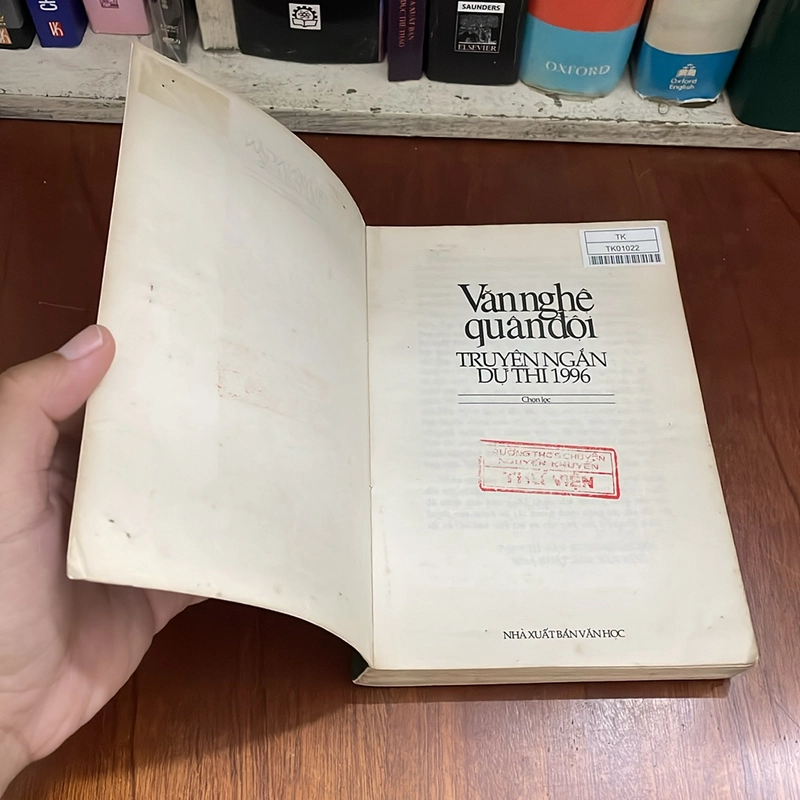 SAUNDERS
ELSEVIER
OXFORD
Oxford
English
TK
TK01022
Văn nghệ
quân đội
TRUYỆN NGẮN
DỰ THI 1996
Chọn lọc
TRƯỜNG THCS CHUYÊN
NGUYỄN KHUYẾN
THƯ VIỆN
NHÀ XUẤT BẢN VĂN HỌC